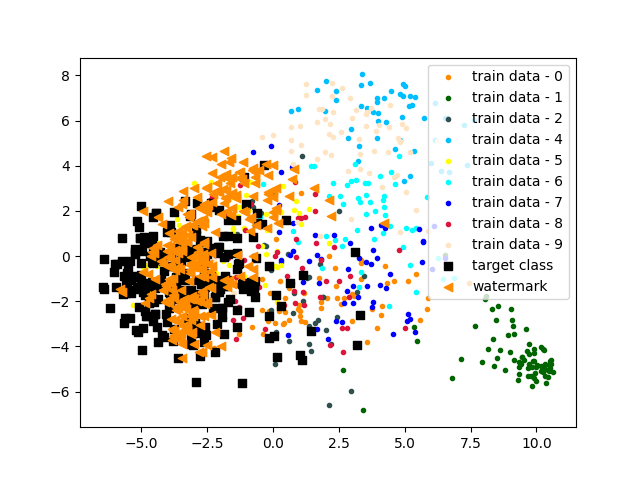 8
6
4
2
0
−2
−4
−6
−5.0 −2.5 0.0 2.5 5.0 7.5 10.0
train data - 0
train data - 1
train data - 2
train data - 4
train data - 5
train data - 6
train data - 7
train data - 8
train data - 9
target class
watermark